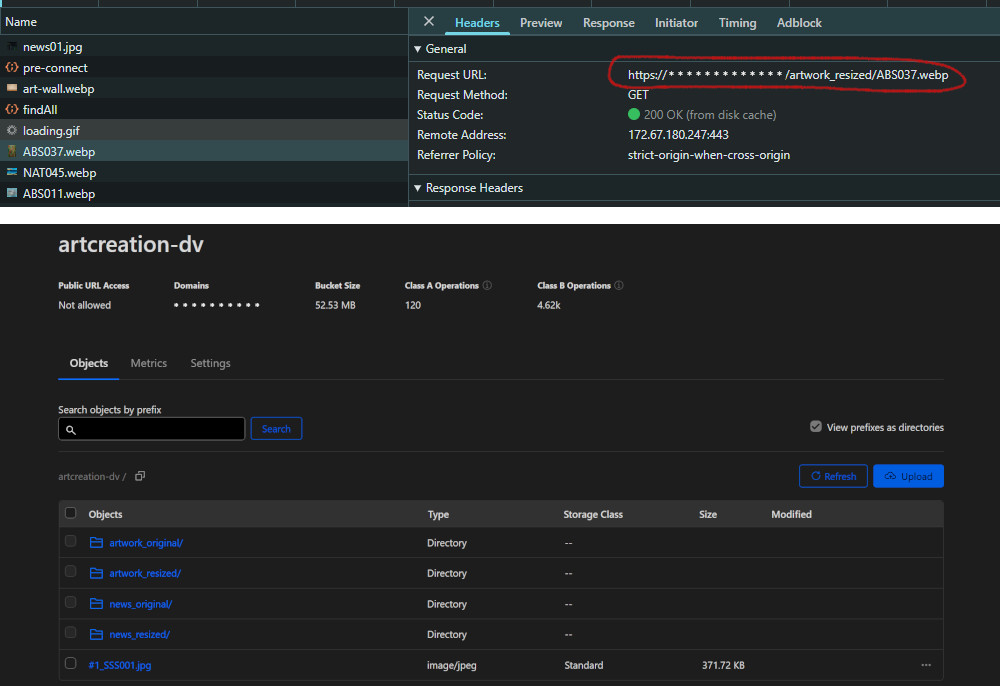 Name
news01.jpg
pre-connect
art-wall.webp
findAll
loading.gif
ABS037.webp
NAT045.webp
ABS011.webp
Headers Preview Response Initiator Timing Adblock
General
Request URL: https://*************/artwork_resized/ABS037.webp
Request Method: GET
Status Code: 200 OK (from disk cache)
Remote Address: 172.67.180.247:443
Referrer Policy: strict-origin-when-cross-origin
Response Headers
artcreation-dv
Public URL Access Domains Bucket Size Class A Operations Class B Operations
Not allowed ********** 52.53 MB 120 4.62k
Objects Metrics Settings
Search objects by prefix
Search
View prefixes as directories
artcreation-dv /
Refresh Upload
Objects Type Storage Class Size Modified
artwork_original/ Directory --
artwork_resized/ Directory --
news_original/ Directory --
news_resized/ Directory --
#1_SSS001.jpg image/jpeg Standard 371.72 KB ...